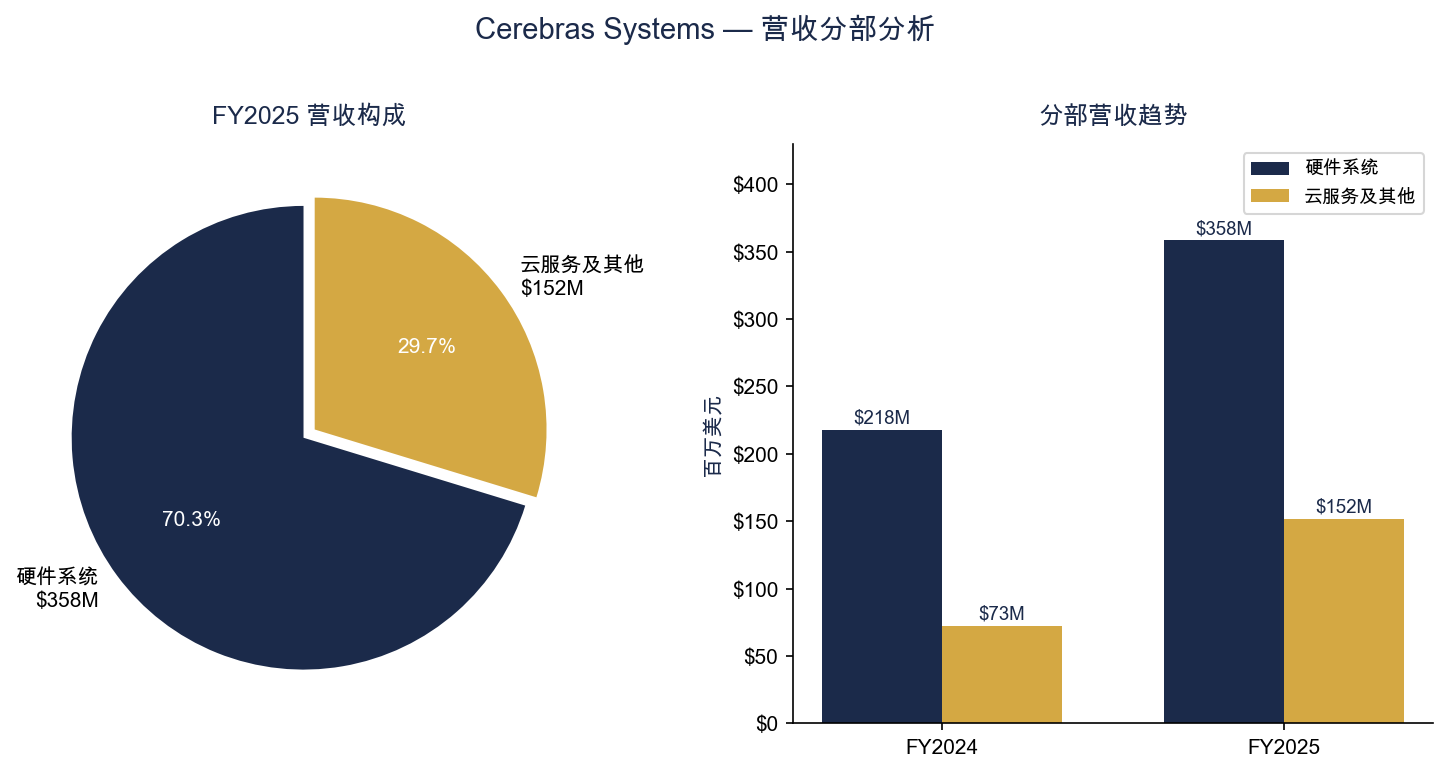 Cerebras Systems — 营收分部分析
FY2025 营收构成
云服务及其他
$152M
29.7%
70.3%
硬件系统
$358M
分部营收趋势
硬件系统
云服务及其他
百万美元
$400
$350
$300
$250
$200
$150
$100
$50
$0
$218M
$73M
$358M
$152M
FY2024
FY2025